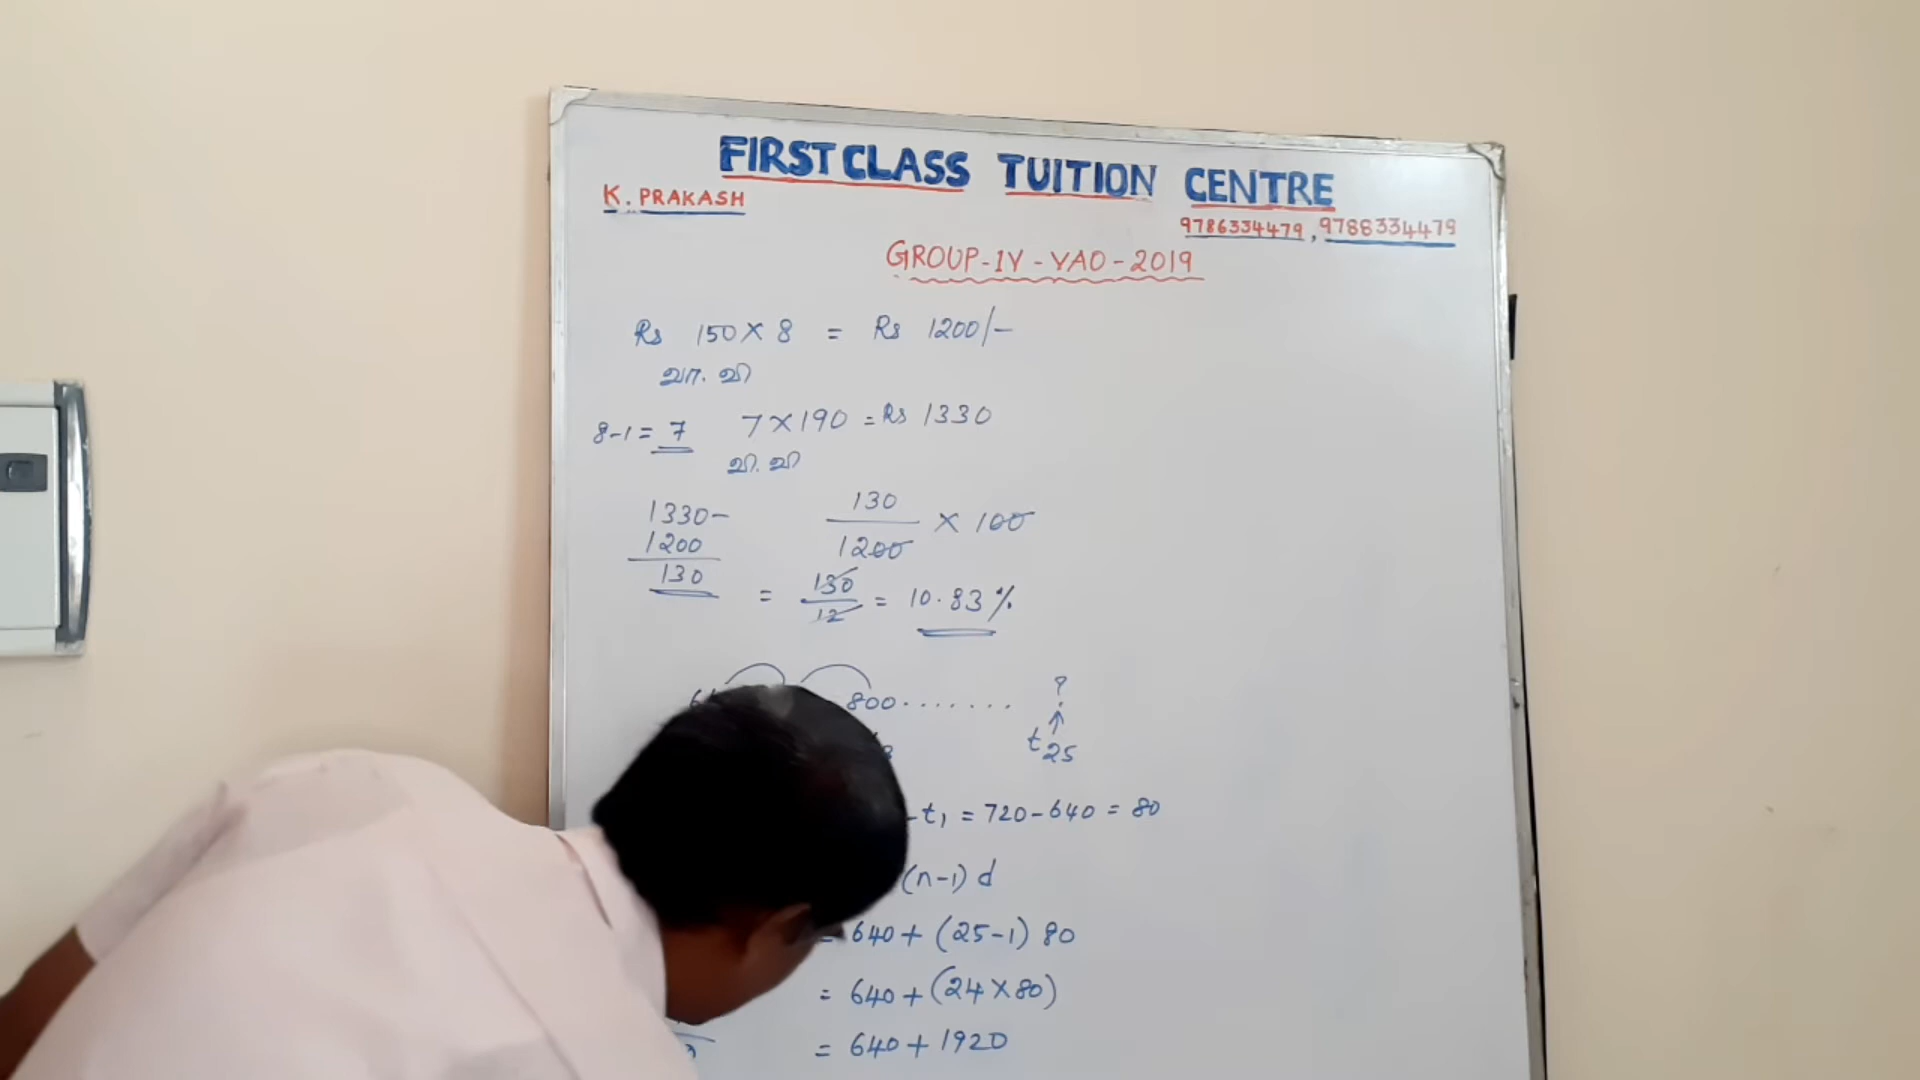 FIRST CLASS TUITION CENTRE
K. PRAKASH
9786334479, 9788334479
GROUP-IV-VAO-2019
Rs 150 × 8 = Rs 1200/-
வா. வி
8-1 = 7 7 × 190 = Rs 1330
வி. வி
1330- 130/1200 × 100
1200
130 = 130/12 = 10.83 %
800....... ?
t25
-t1 = 720-640 = 80
(n-1) d
= 640 + (25-1) 80
= 640 + (24 × 80)
= 640 + 1920